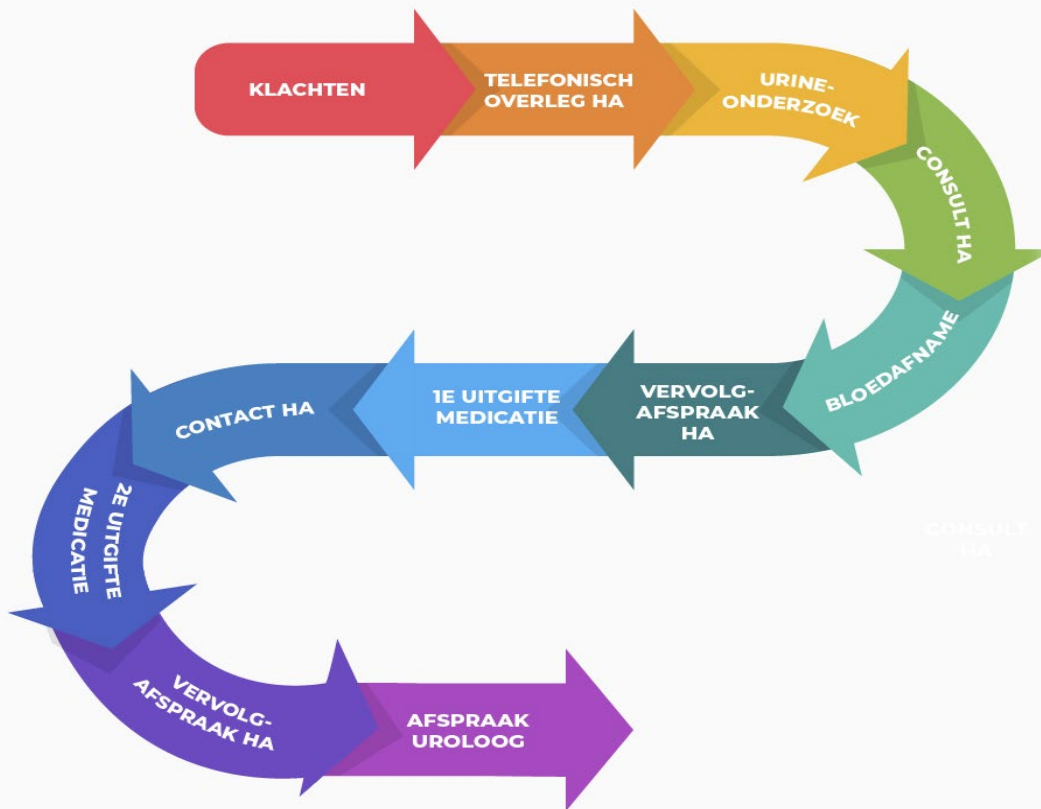 KLACHTEN
TELEFONISCH
OVERLEG HA
URINE-
ONDERZOEK
CONSULT HA
BLOEDAFNAME
VERVOLG-
AFSPRAAK
HA
1E UITGIFTE
MEDICATIE
CONTACT HA
2E UITGIFTE
MEDICATIE
VERVOLG-
AFSPRAAK HA
AFSPRAAK
UROLOOG
CONSULT
HA